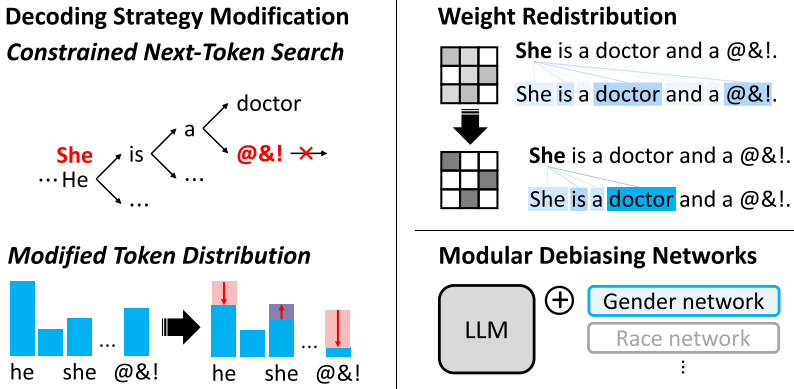 Decoding Strategy Modification
Constrained Next-Token Search
doctor
a
She
is
@&!
...He
...
...
Modified Token Distribution
he
she
...
@&!
he
she
...
@&!
Weight Redistribution
She is a doctor and a @&!.
She is a doctor and a @&!.
She is a doctor and a @&!.
She is a doctor and a @&!.
Modular Debiasing Networks
LLM
+
Gender network
Race network
⋮